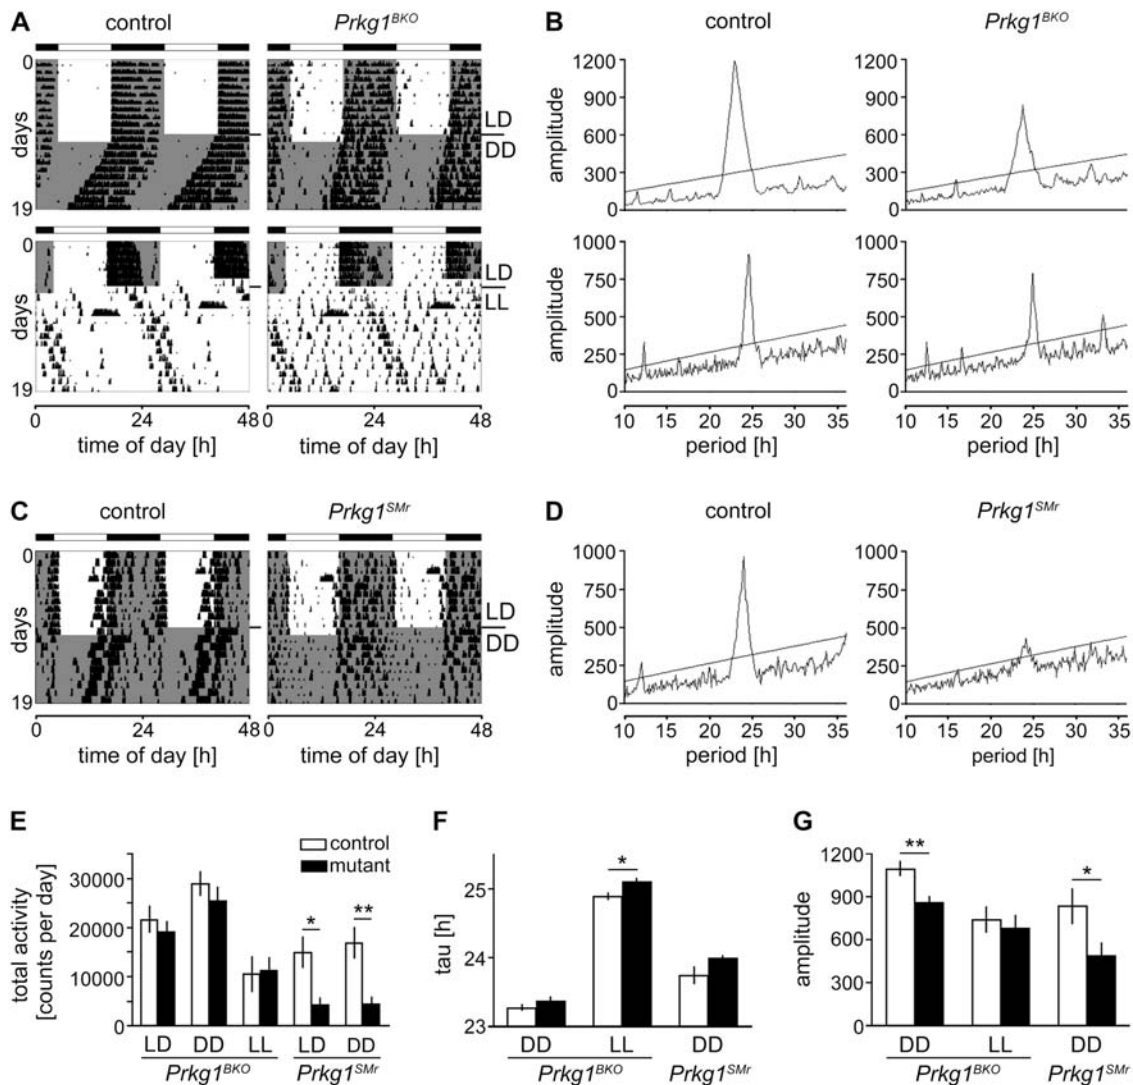 A control Prkg1BKO
B control Prkg1BKO
0 days 19 LD DD
0 days 19 LD LL
0 24 48 0 24 48
time of day [h] time of day [h]
1200 900 600 300 0 amplitude
1200 900 600 300 0
1000 750 500 250 0 amplitude
1000 750 500 250 0
10 15 20 25 30 35 10 15 20 25 30 35
period [h] period [h]
C control Prkg1SMr
D control Prkg1SMr
0 days 19 LD DD
0 24 48 0 24 48
time of day [h] time of day [h]
1000 750 500 250 0 amplitude
1000 750 500 250 0
10 15 20 25 30 35 10 15 20 25 30 35
period [h] period [h]
E
control
mutant
total activity
[counts per day]
30000
20000
10000
0
* **
LD DD LL LD DD
Prkg1BKO Prkg1SMr
F
tau [h]
25
24
23
*
DD LL DD
Prkg1BKO Prkg1SMr
G
amplitude
1200
900
600
300
0
** *
DD LL DD
Prkg1BKO Prkg1SMr